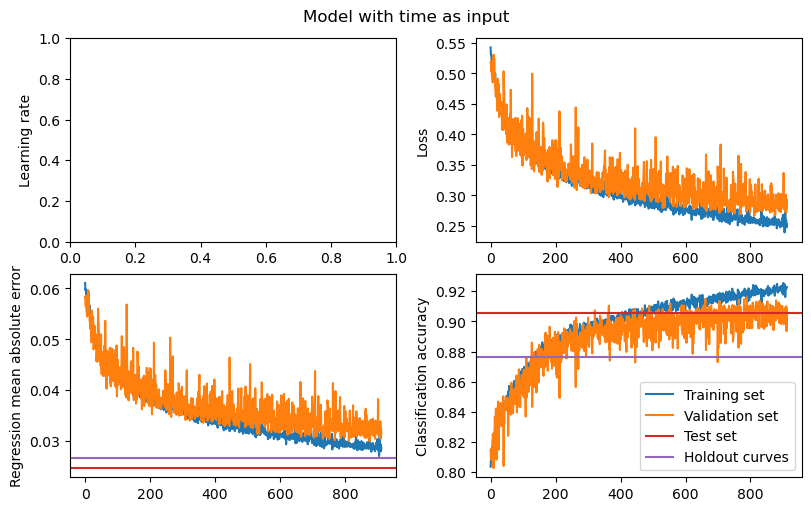 Model with time as input
Learning rate
1.0
0.8
0.6
0.4
0.2
0.0
0.0 0.2 0.4 0.6 0.8 1.0
Loss
0.55
0.50
0.45
0.40
0.35
0.30
0.25
0 200 400 600 800
Regression mean absolute error
0.06
0.05
0.04
0.03
0 200 400 600 800
Classification accuracy
0.92
0.90
0.88
0.86
0.84
0.82
0.80
0 200 400 600 800
Training set
Validation set
Test set
Holdout curves